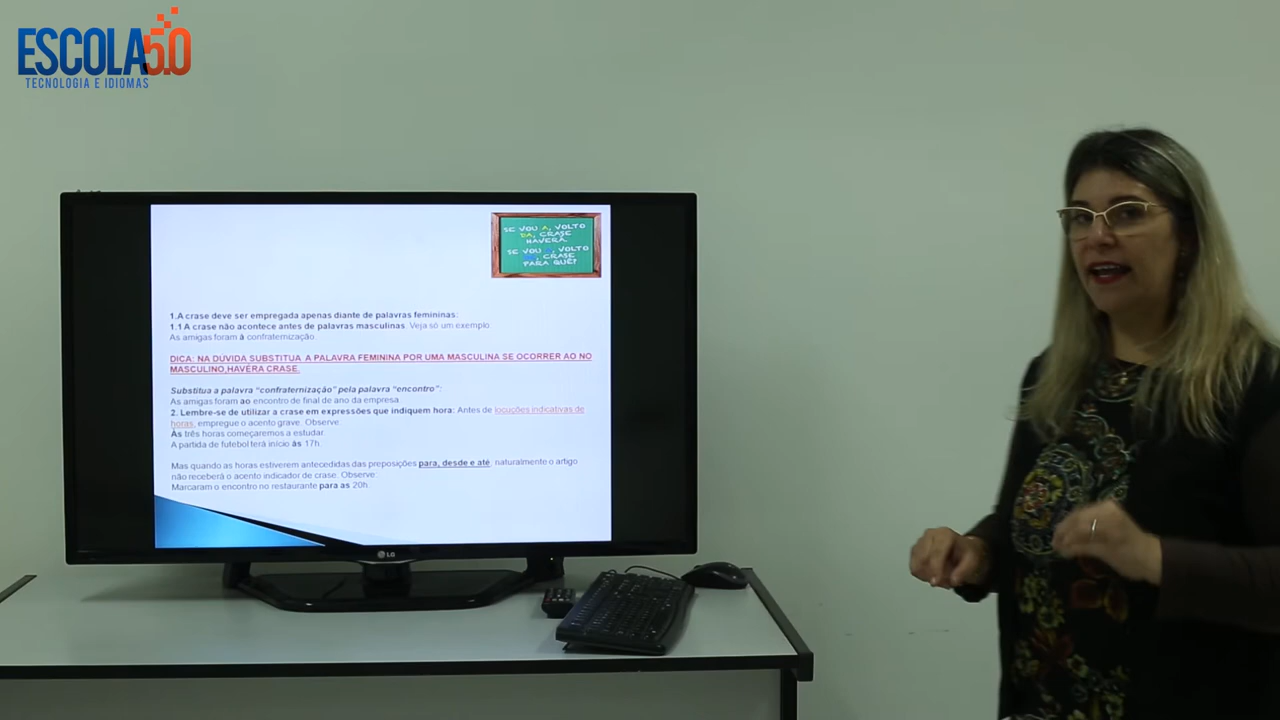 ESCOLA 5.0
TECNOLOGIA E IDIOMAS
SE VOU A, VOLTO
DA, CRASE
HAVERÁ
SE VOU A, VOLTO
CRASE
PARA QUÊ?
1.A crase deve ser empregada apenas diante de palavras femininas:
1.1 A crase não acontece antes de palavras masculinas. Veja só um exemplo
As amigas foram à confraternização.
DICA: NA DÚVIDA SUBSTITUA A PALAVRA FEMININA POR UMA MASCULINA SE OCORRER AO NO
MASCULINO,HAVERÁ CRASE.
Substitua a palavra “confraternização” pela palavra “encontro”:
As amigas foram ao encontro de final de ano da empresa.
2. Lembre-se de utilizar a crase em expressões que indiquem hora: Antes de locuções indicativas de
horas, empregue o acento grave. Observe:
Às três horas começaremos a estudar.
A partida de futebol terá início às 17h.
Mas quando as horas estiverem antecedidas das preposições para, desde e até, naturalmente o artigo
não receberá o acento indicador de crase. Observe:
Marcaram o encontro no restaurante para as 20h.
LG